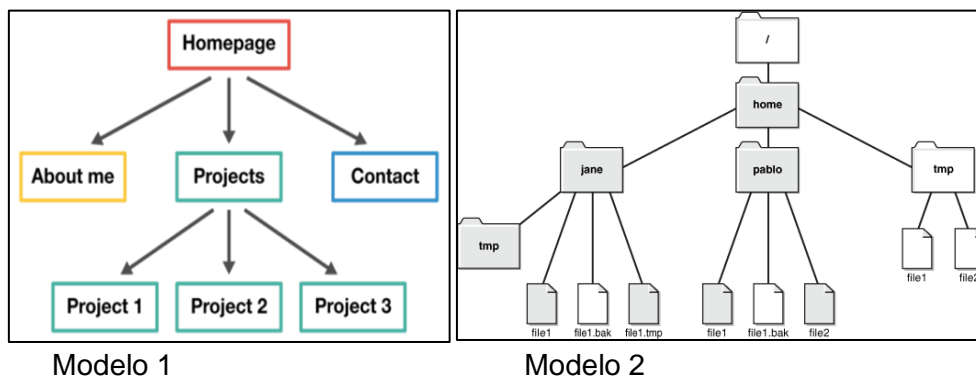 Homepage
About me
Projects
Contact
Project 1
Project 2
Project 3
/
home
jane
pablo
tmp
tmp
file1
file2
file1
file1.bak
file1.tmp
file1
file1.bak
file2
Modelo 1
Modelo 2